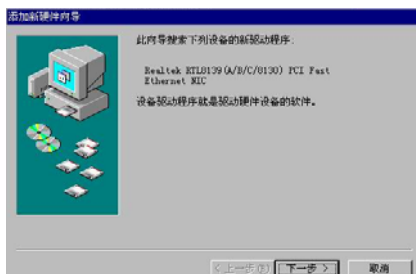 添加新硬件向导
此向导搜索下列设备的新驱动程序:
Realtek RTL8139(A/B/C/8130) PCI Fast
Ethernet NIC
设备驱动程序就是驱动硬件设备的软件。
<上一步(B) 下一步 > 取消